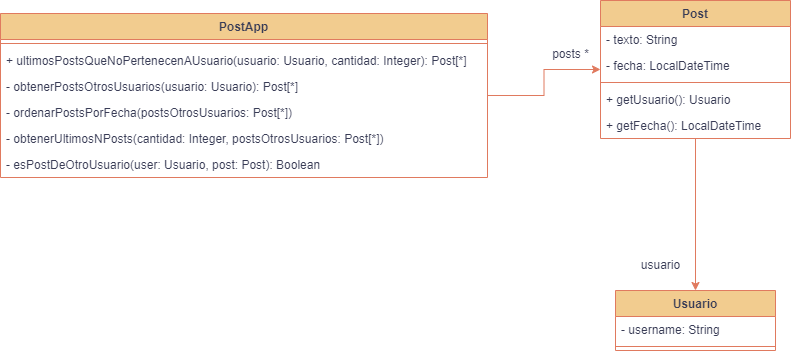 PostApp
+ ultimosPostsQueNoPertenecenAUsuario(usuario: Usuario, cantidad: Integer): Post[*]
- obtenerPostsOtrosUsuarios(usuario: Usuario): Post[*]
- ordenarPostsPorFecha(postsOtrosUsuarios: Post[*])
- obtenerUltimosNPosts(cantidad: Integer, postsOtrosUsuarios: Post[*])
- esPostDeOtroUsuario(user: Usuario, post: Post): Boolean
posts *
Post
- texto: String
- fecha: LocalDateTime
+ getUsuario(): Usuario
+ getFecha(): LocalDateTime
usuario
Usuario
- username: String